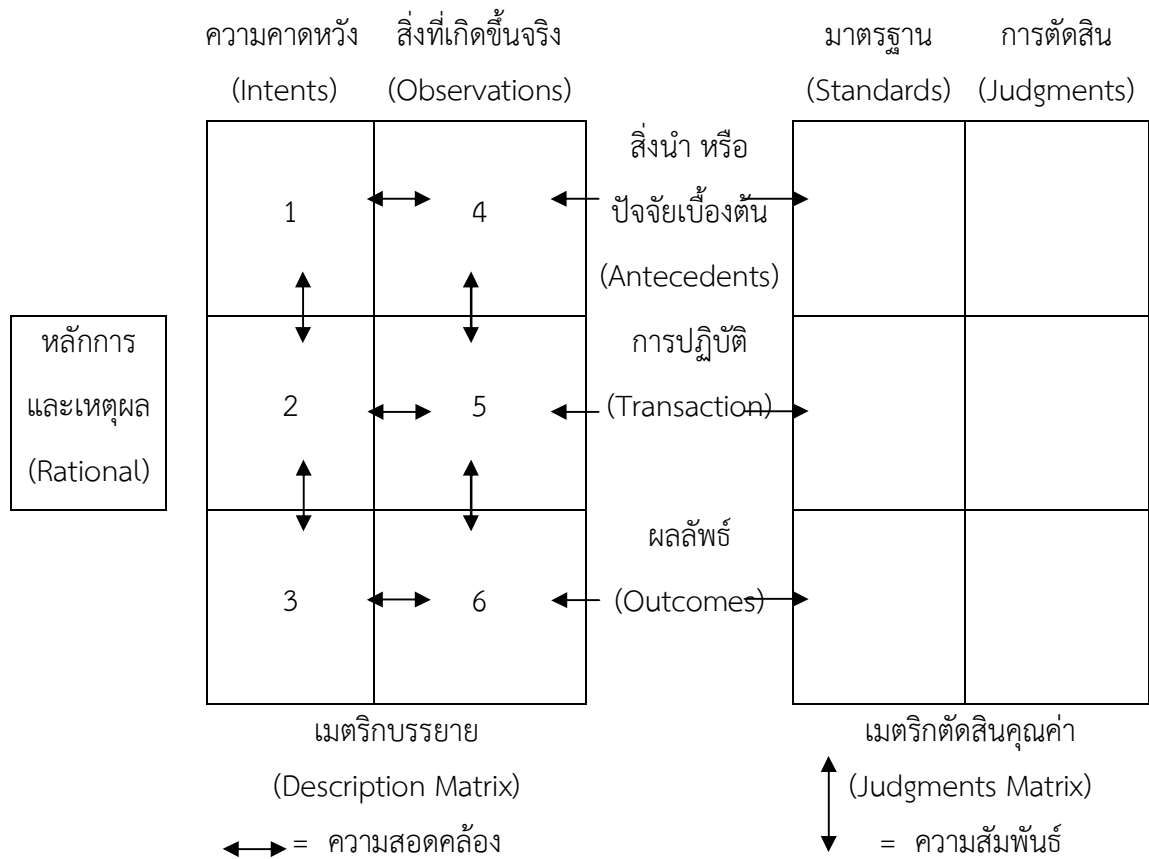 ความคาดหวัง สิ่งที่เกิดขึ้นจริง มาตรฐาน การตัดสิน
(Intents) (Observations) (Standards) (Judgments)
สิ่งนำ หรือ
1 4 ปัจจัยเบื้องต้น
(Antecedents)
หลักการ การปฏิบัติ
และเหตุผล 2 5 (Transaction)
(Rational)
ผลลัพธ์
3 6 (Outcomes)
เมตริกบรรยาย เมตริกตัดสินคุณค่า
(Description Matrix) (Judgments Matrix)
= ความสอดคล้อง = ความสัมพันธ์